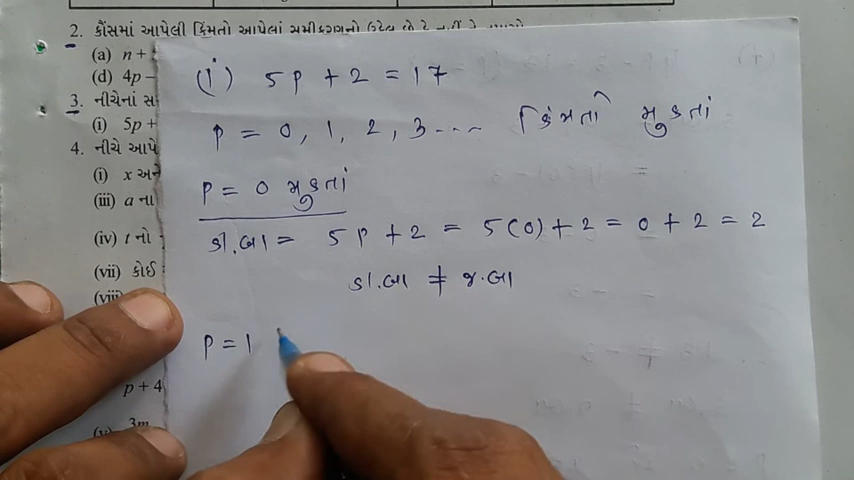 2. કૌંસમાં આપેલી કિંમતો આપેલાં સમીકરણનો ઉકેલ છે કે નહીં તે
(a) n +
(d) 4p –
3. નીચેનાં સ
(i) 5p +
4. નીચે આપે
(i) x અને
(iii) a ના
(iv) t નો
(vii) કોઈ
(viii)
p + 4
(v) 3m
(i) 5p + 2 = 17
p = 0, 1, 2, 3 --- કિંમતો મુકતાં
p = 0 મુકતાં
ડા.બા = 5p + 2 = 5(0) + 2 = 0 + 2 = 2
ડા.બા ≠ જ.બા
p = 1